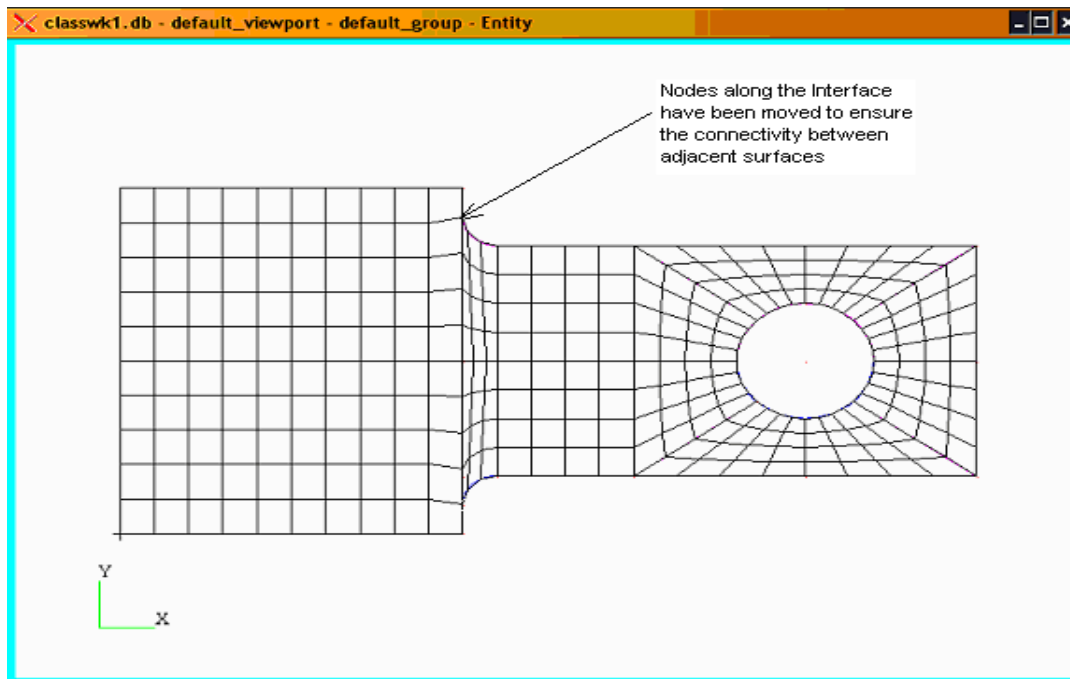 classwk1.db - default_viewport - default_group - Entity
Nodes along the Interface
have been moved to ensure
the connectivity between
adjacent surfaces
Y
X